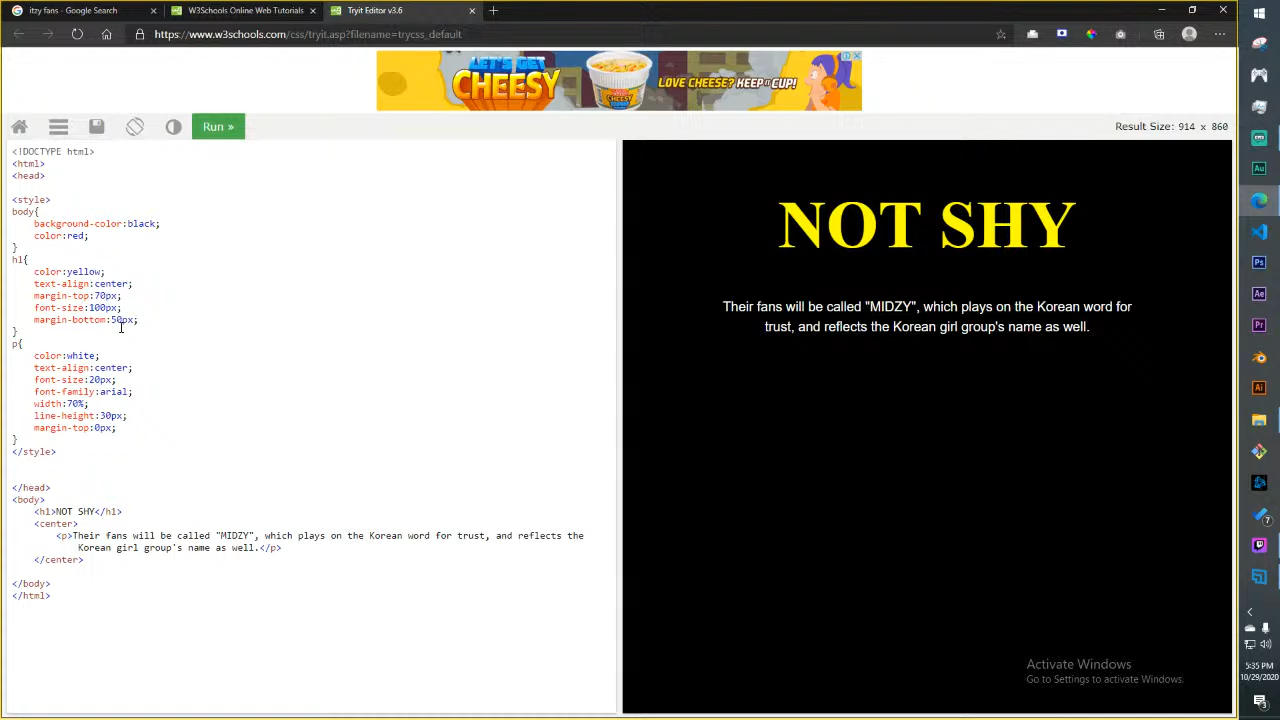 itzy fans - Google Search
W3Schools Online Web Tutorials
Tryit Editor v3.6
https://www.w3schools.com/css/tryit.asp?filename=trycss_default
LET'S GET
CHEESY
LOVE CHEESE? KEEP IT CUP!
Run »
Result Size: 914 x 860
<!DOCTYPE html>
<html>
<head>
<style>
body{
background-color:black;
color:red;
}
h1{
color:yellow;
text-align:center;
margin-top:70px;
font-size:100px;
margin-bottom:50px;
}
p{
color:white;
text-align:center;
font-size:20px;
font-family:arial;
width:70%;
line-height:30px;
margin-top:0px;
}
</style>
</head>
<body>
<h1>NOT SHY</h1>
<center>
<p>Their fans will be called "MIDZY", which plays on the Korean word for trust, and reflects the
Korean girl group's name as well.</p>
</center>
</body>
</html>
NOT SHY
Their fans will be called "MIDZY", which plays on the Korean word for
trust, and reflects the Korean girl group's name as well.
Activate Windows
Go to Settings to activate Windows.
Au
Ps
Ae
Pr
Ai
7
5:35 PM
10/29/2020
3